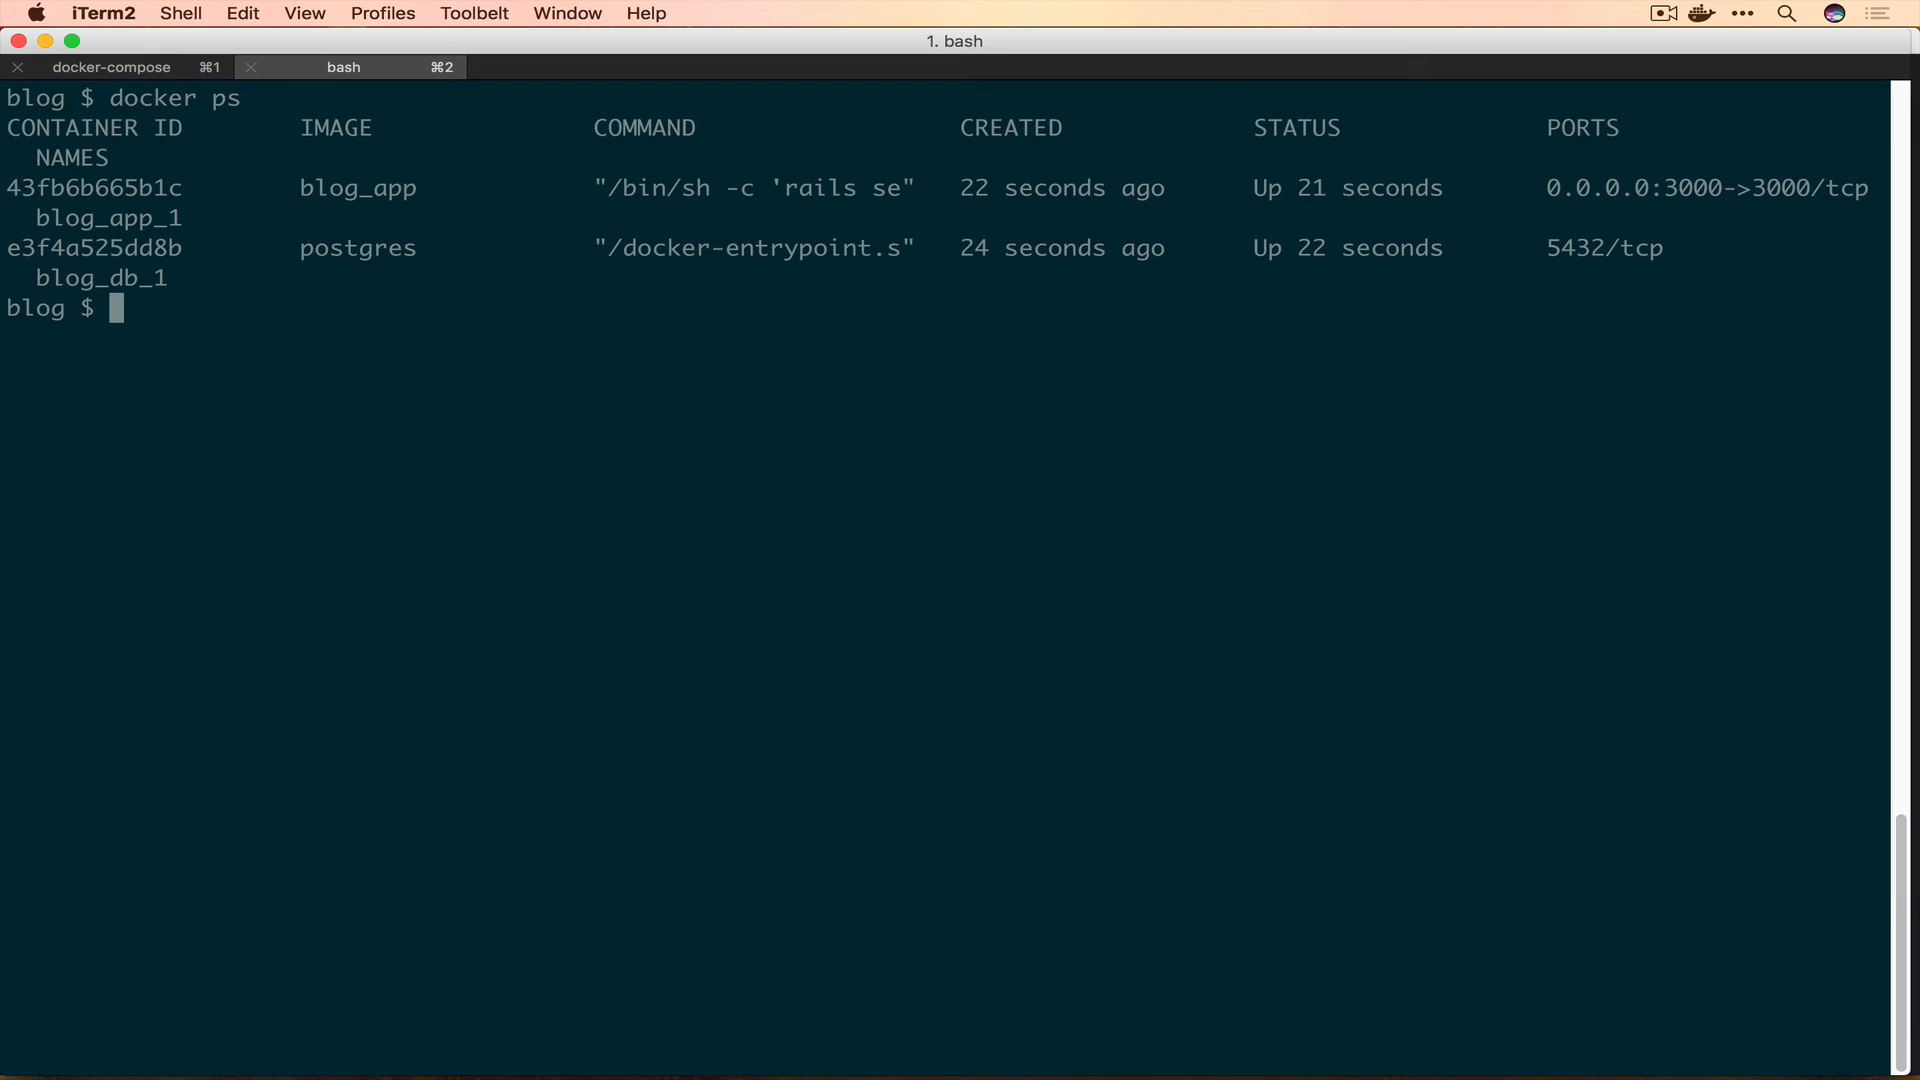 iTerm2 Shell Edit View Profiles Toolbelt Window Help
1. bash
docker-compose ⌘1 bash ⌘2
blog $ docker ps
CONTAINER ID IMAGE COMMAND CREATED STATUS PORTS
NAMES
43fb6b665b1c blog_app "/bin/sh -c 'rails se" 22 seconds ago Up 21 seconds 0.0.0.0:3000->3000/tcp
blog_app_1
e3f4a525dd8b postgres "/docker-entrypoint.s" 24 seconds ago Up 22 seconds 5432/tcp
blog_db_1
blog $